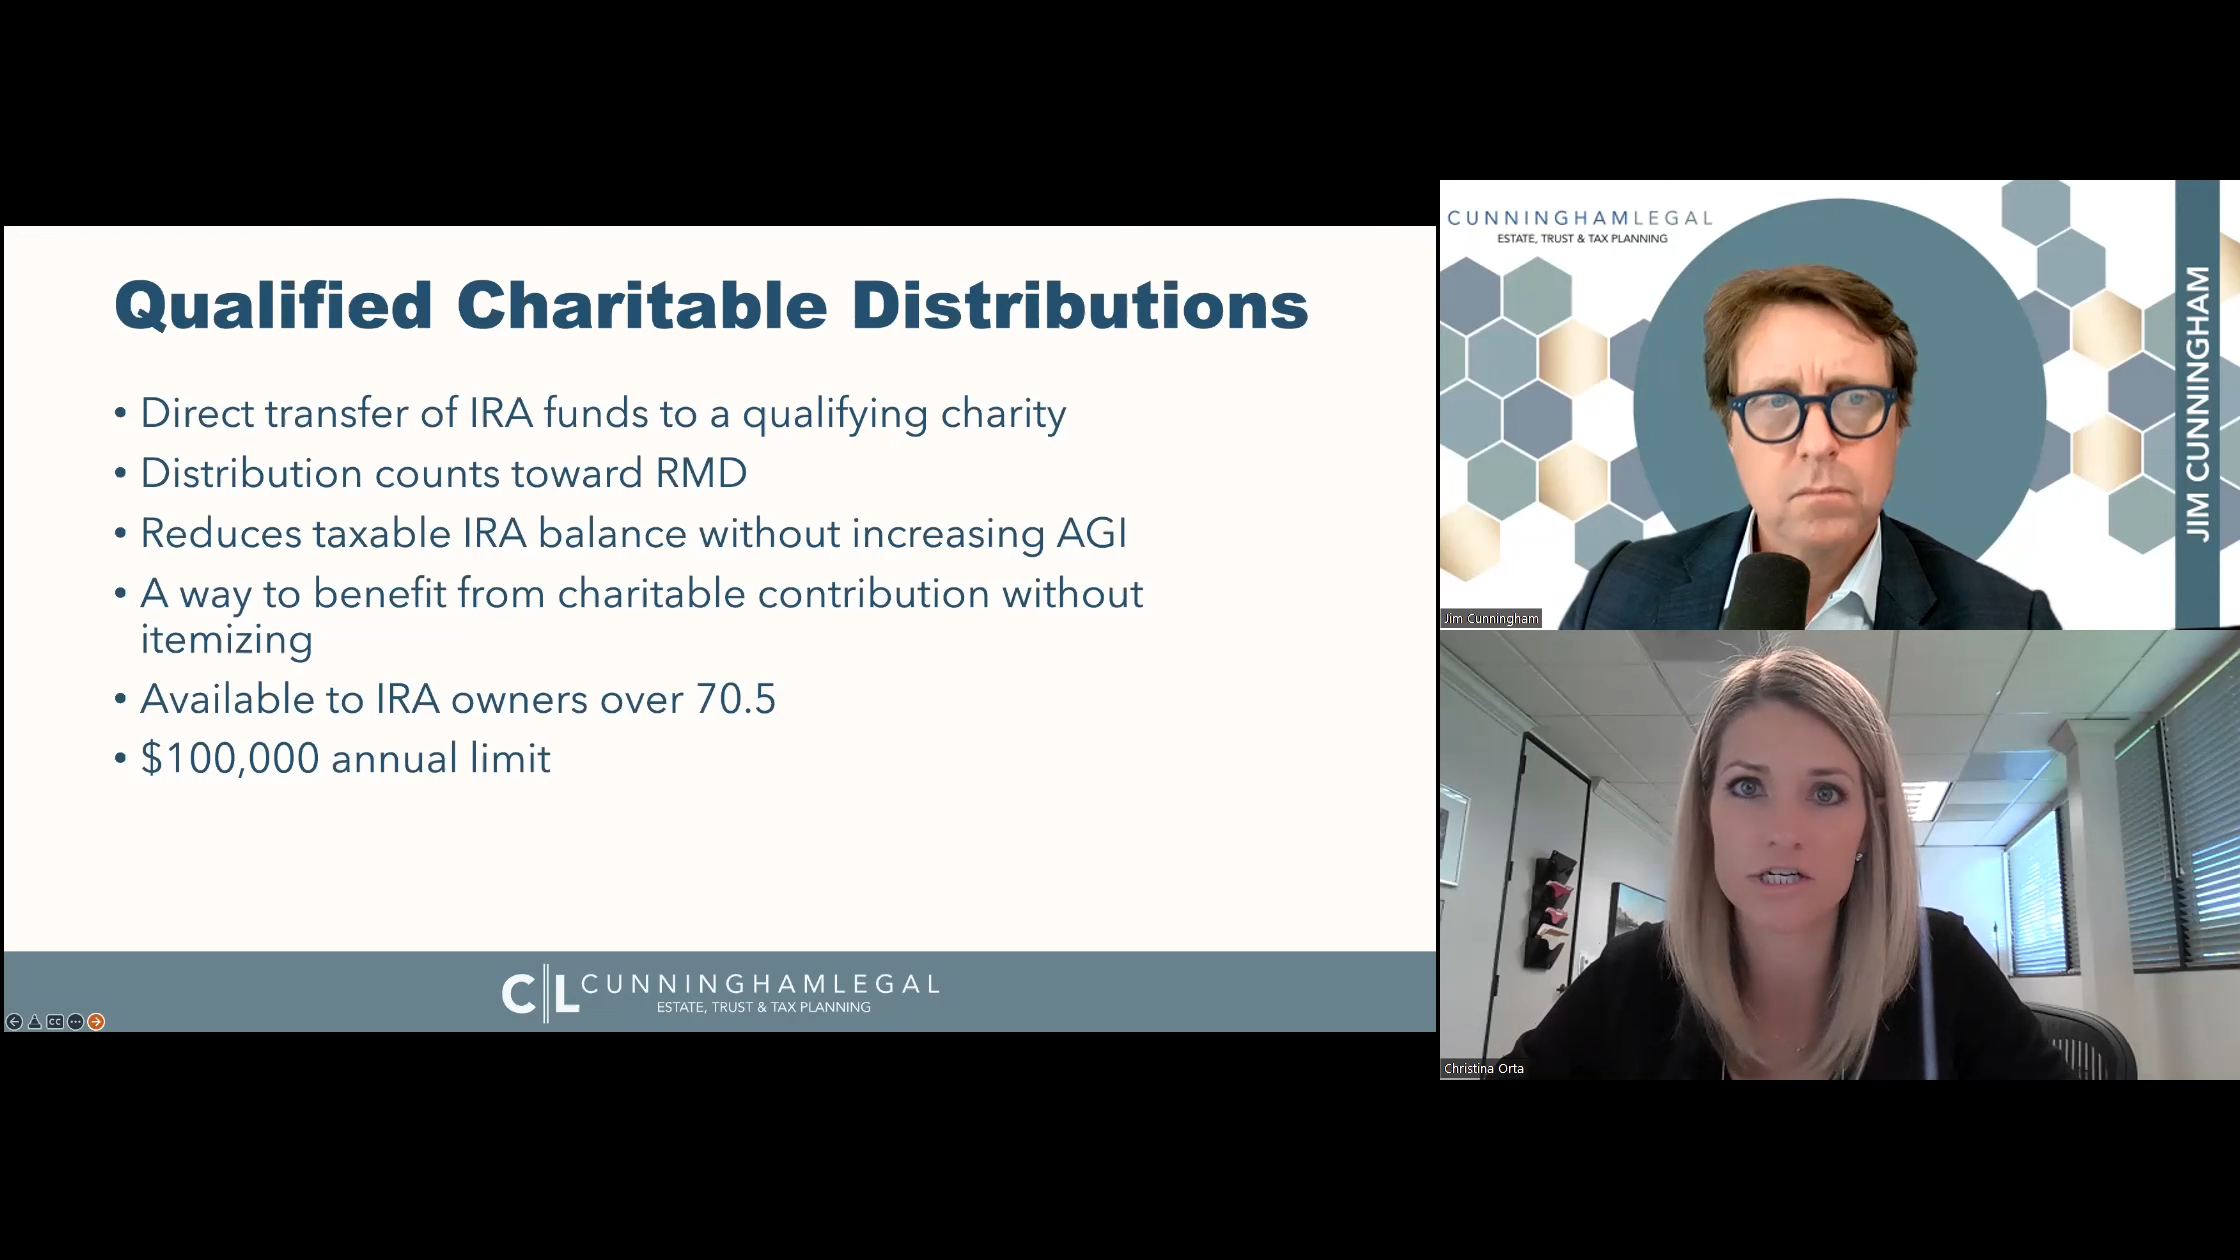 Qualified Charitable Distributions
• Direct transfer of IRA funds to a qualifying charity
• Distribution counts toward RMD
• Reduces taxable IRA balance without increasing AGI
• A way to benefit from charitable contribution without
itemizing
• Available to IRA owners over 70.5
• $100,000 annual limit
CL CUNNINGHAMLEGAL
ESTATE, TRUST & TAX PLANNING
CC
CUNNINGHAMLEGAL
ESTATE, TRUST & TAX PLANNING
JIM CUNNINGHAM
Jim Cunningham
Christina Orta